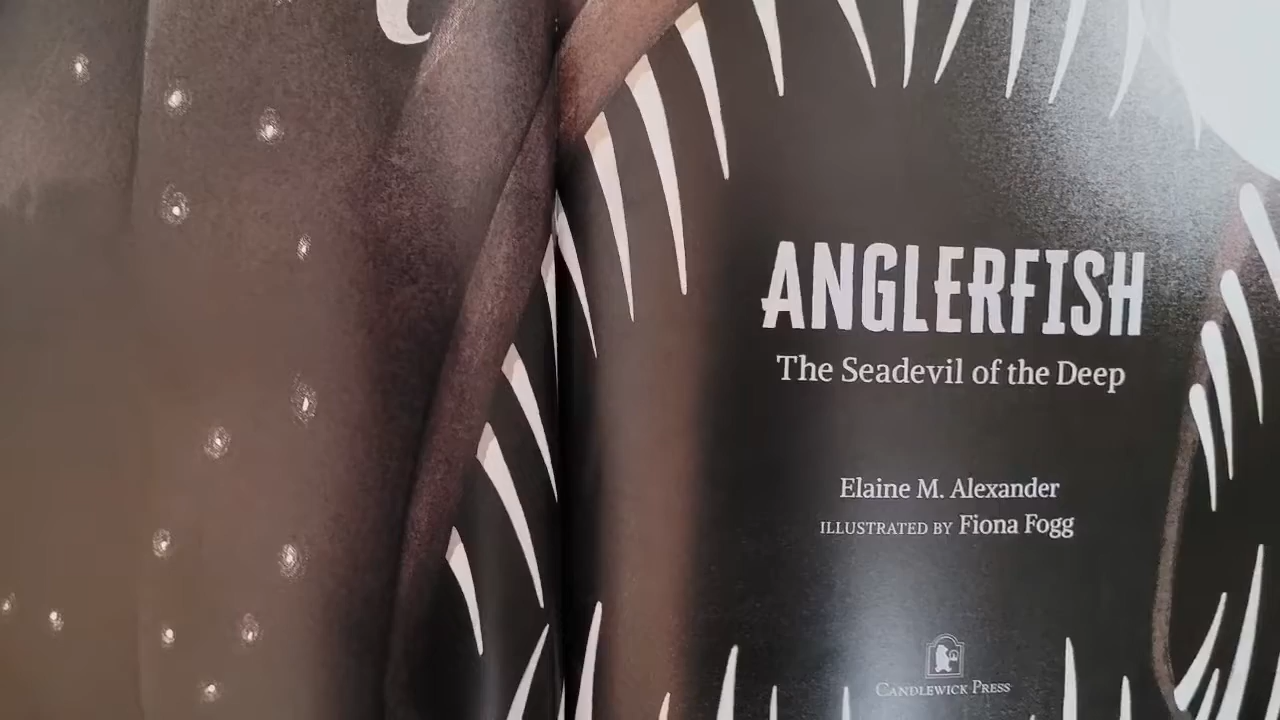 ANGLERFISH
The Seadevil of the Deep
Elaine M. Alexander
ILLUSTRATED BY Fiona Fogg
CANDLEWICK PRESS